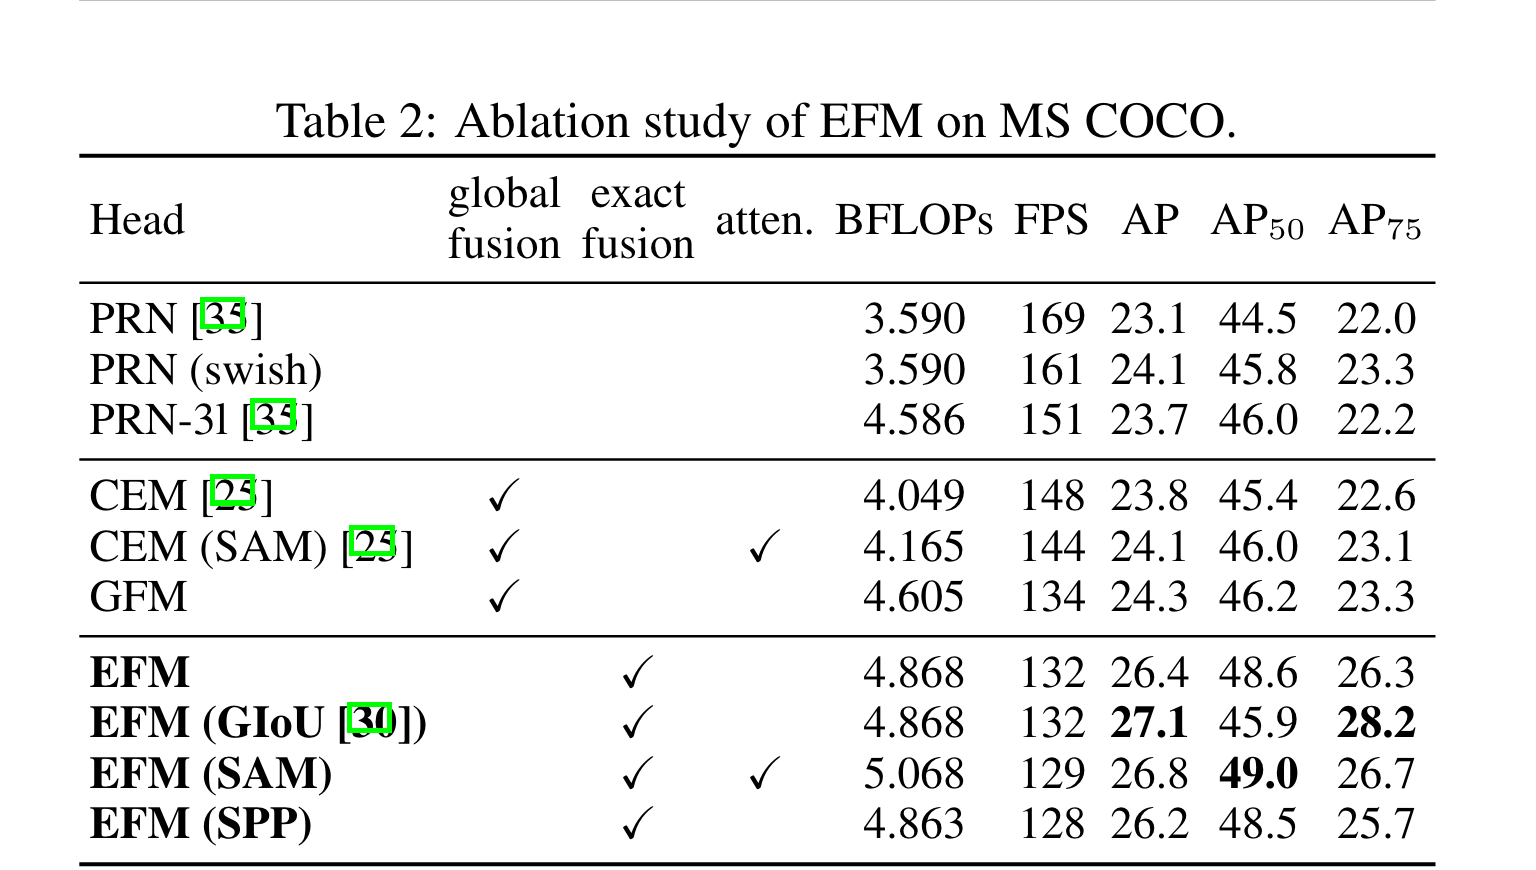 Table 2: Ablation study of EFM on MS COCO.
Head global fusion exact fusion atten. BFLOPs FPS AP AP₅₀ AP₇₅
PRN [35] 3.590 169 23.1 44.5 22.0
PRN (swish) 3.590 161 24.1 45.8 23.3
PRN-3l [35] 4.586 151 23.7 46.0 22.2
CEM [25] ✓ 4.049 148 23.8 45.4 22.6
CEM (SAM) [25] ✓ ✓ 4.165 144 24.1 46.0 23.1
GFM ✓ 4.605 134 24.3 46.2 23.3
EFM ✓ 4.868 132 26.4 48.6 26.3
EFM (GIoU [30]) ✓ 4.868 132 27.1 45.9 28.2
EFM (SAM) ✓ ✓ 5.068 129 26.8 49.0 26.7
EFM (SPP) ✓ 4.863 128 26.2 48.5 25.7